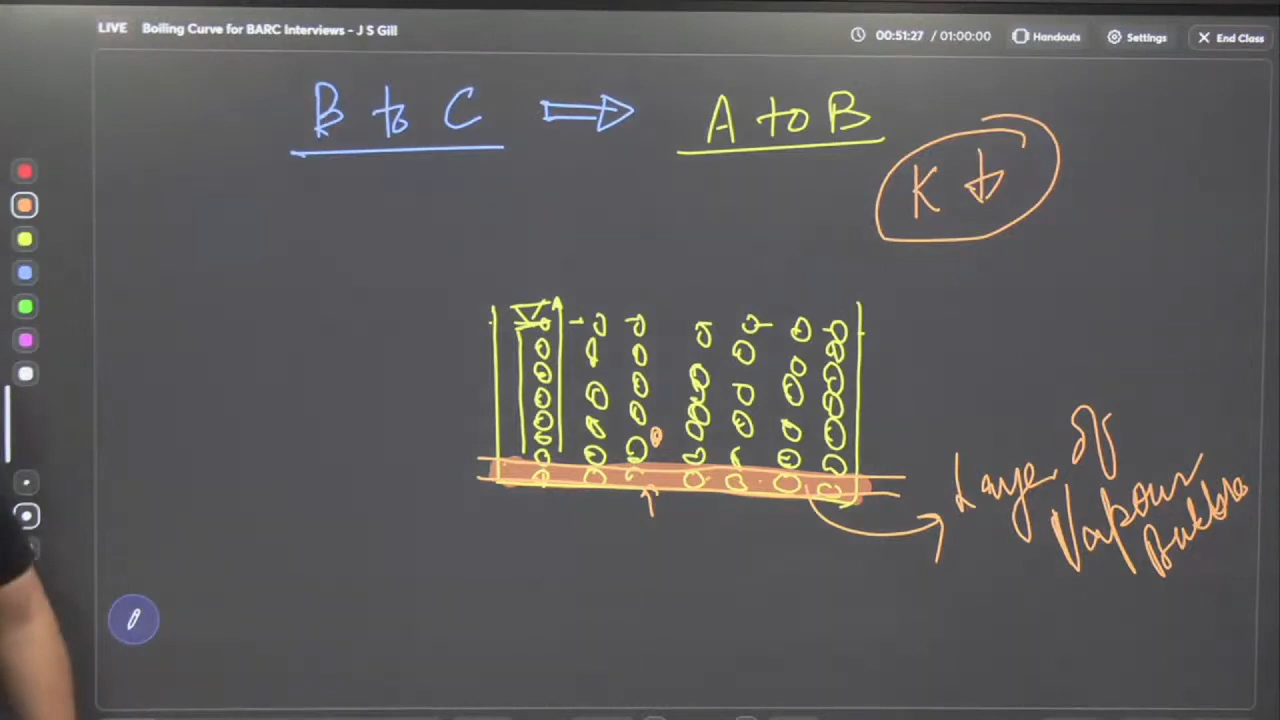 LIVE Boiling Curve for BARC Interviews - J S Gill
00:51:27 / 01:00:00 Handouts Settings End Class
B to C ⇒ A to B
K ↓
Layer of
Vapour
Bubble